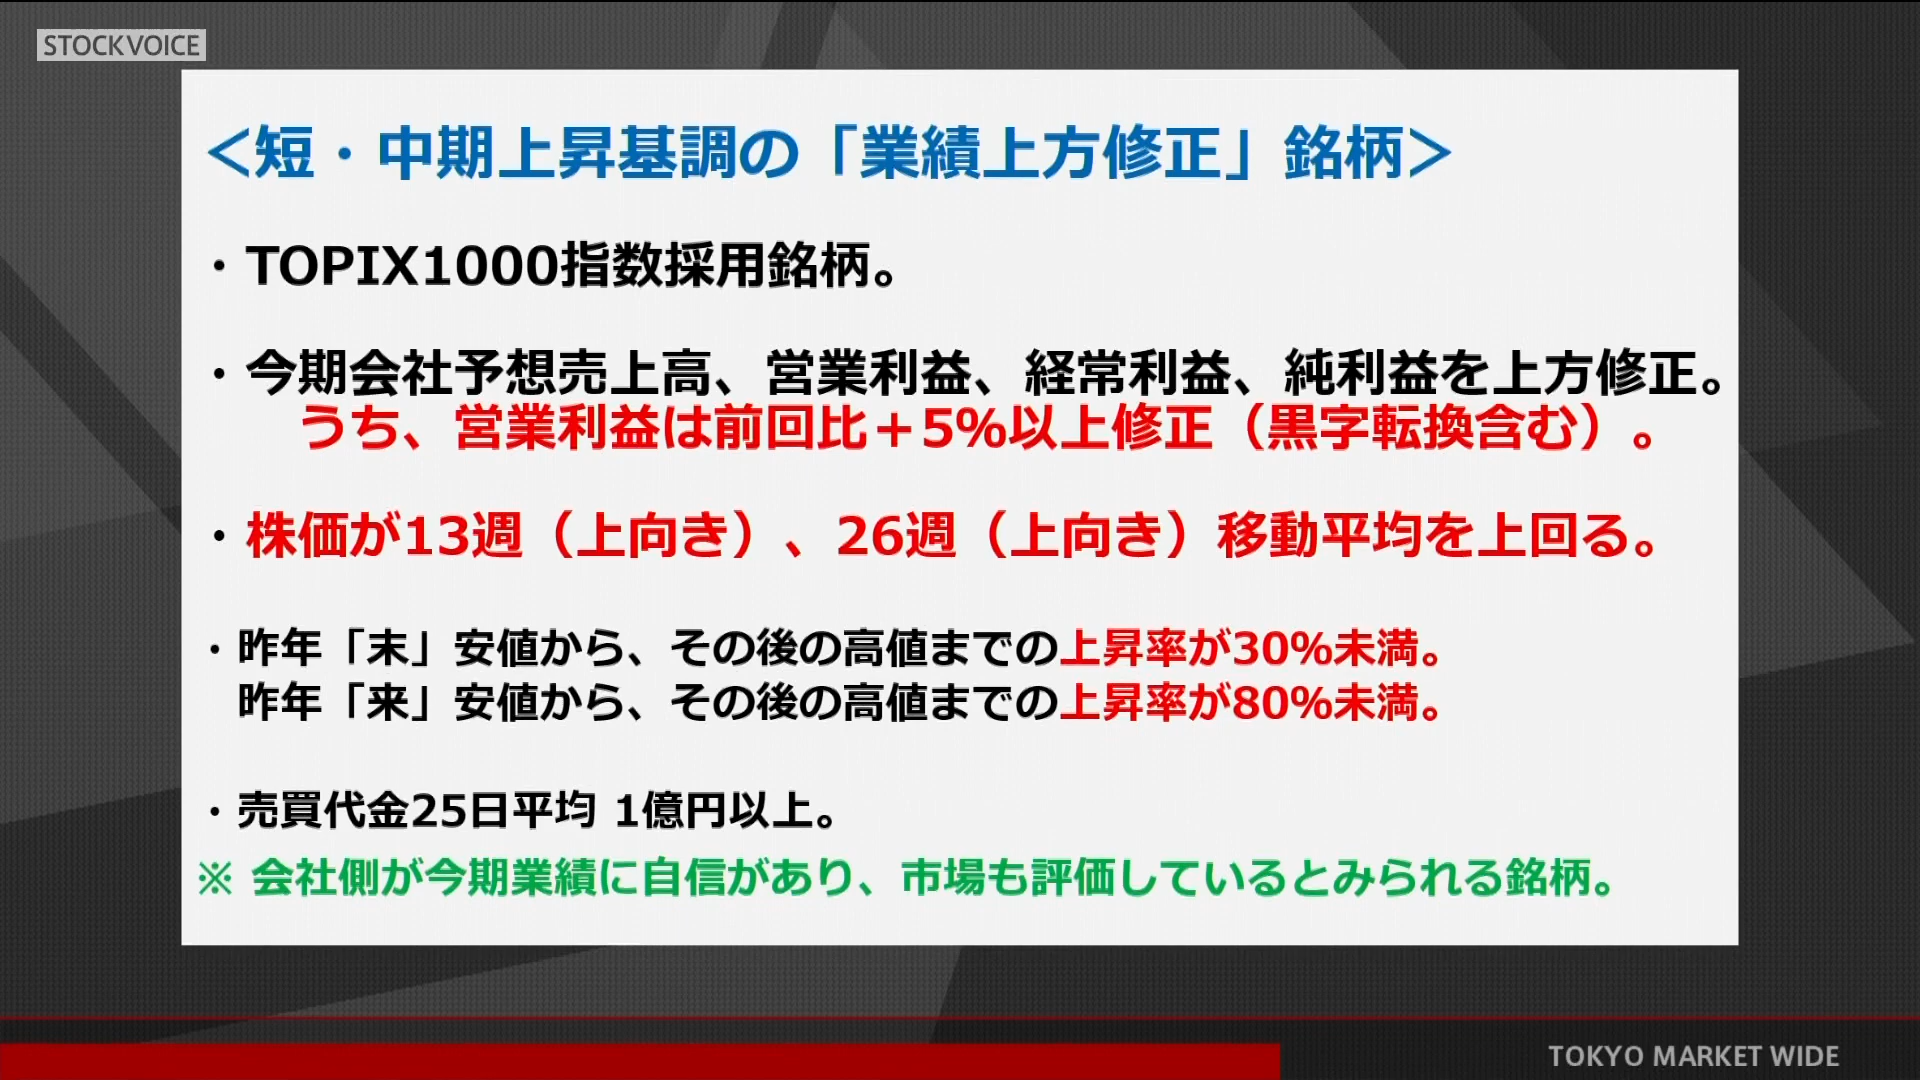 STOCKVOICE
＜短・中期上昇基調の「業績上方修正」銘柄＞
・TOPIX1000指数採用銘柄。
・今期会社予想売上高、営業利益、経常利益、純利益を上方修正。
うち、営業利益は前回比＋5%以上修正（黒字転換含む）。
・株価が13週（上向き）、26週（上向き）移動平均を上回る。
・昨年「末」安値から、その後の高値までの上昇率が30%未満。
昨年「来」安値から、その後の高値までの上昇率が80%未満。
・売買代金25日平均 1億円以上。
※ 会社側が今期業績に自信があり、市場も評価しているとみられる銘柄。
TOKYO MARKET WIDE